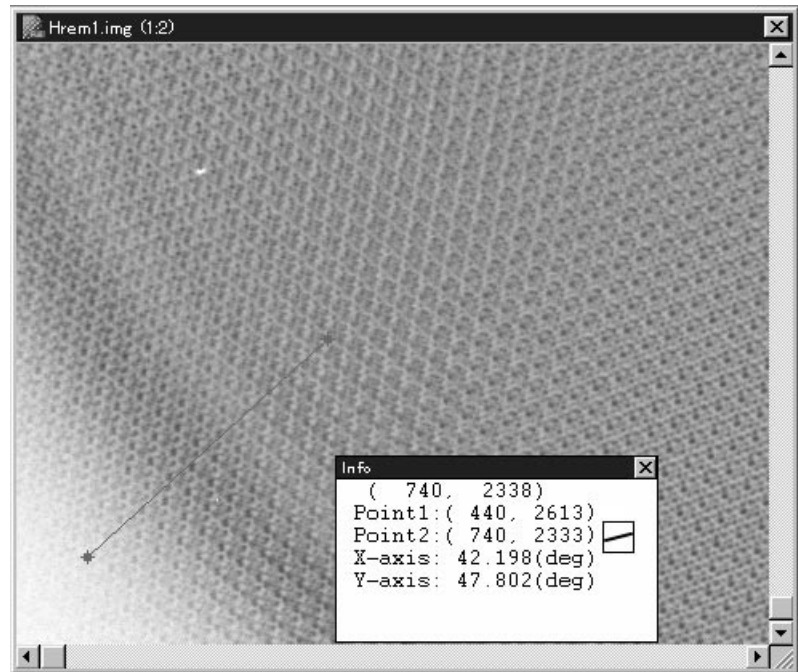 Hrem1.img (1:2)
Info
( 740, 2338)
Point1:( 440, 2613)
Point2:( 740, 2333)
X-axis: 42.198(deg)
Y-axis: 47.802(deg)